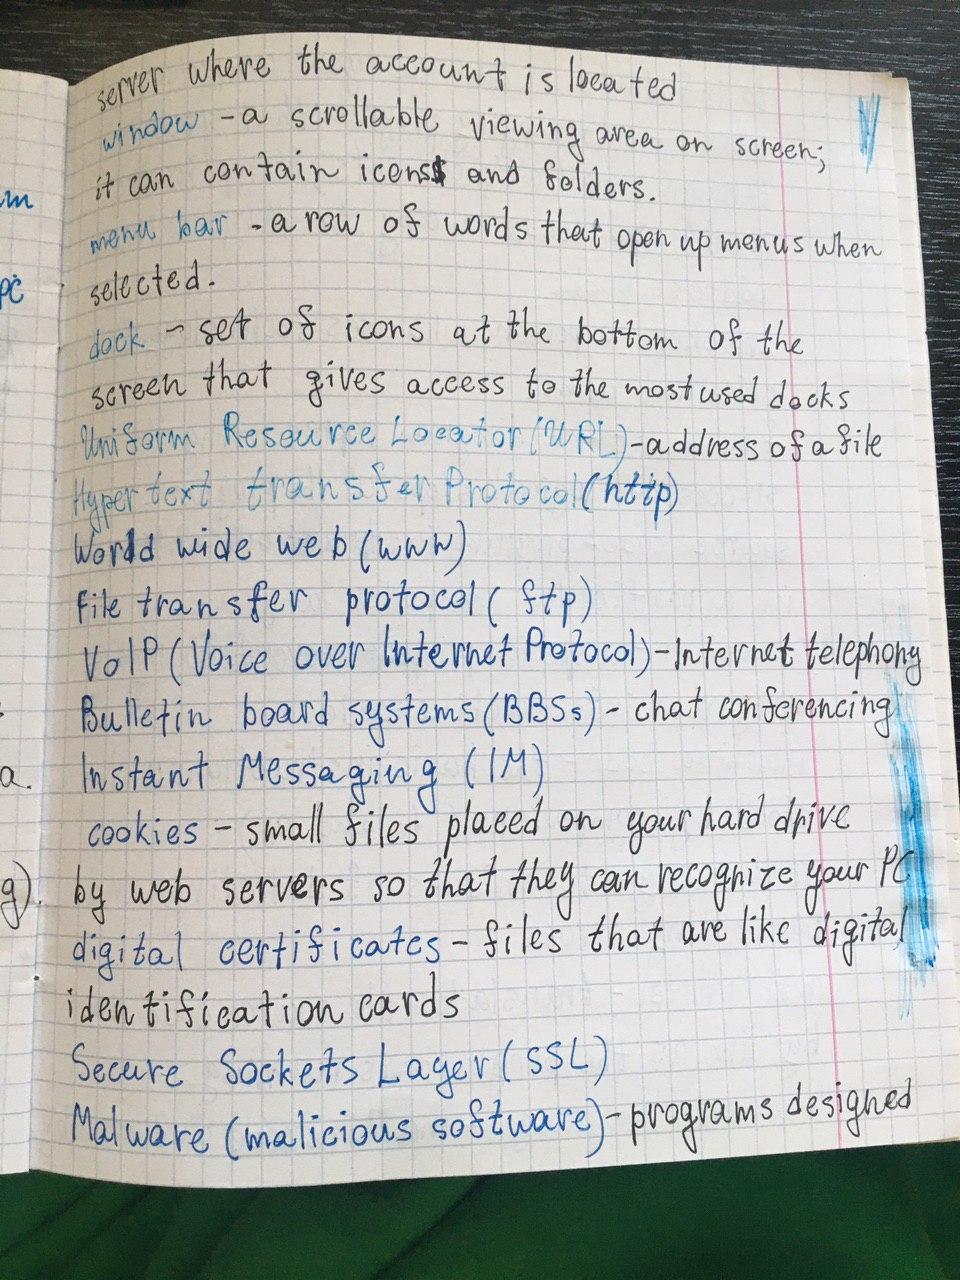 server where the account is located
window - a scrollable viewing area on screen;
it can contain icons and folders.
menu bar - a row of words that open up menus when
selected.
dock - set of icons at the bottom of the
screen that gives access to the most used docks
Uniform Resource Locator (URL) - address of a file
Hyper text transfer Protocol (http)
World wide web (www)
File transfer protocol (ftp)
VoIP (Voice over Internet Protocol) - Internet telephony
Bulletin board systems (BBSs) - chat conferencing
Instant Messaging (IM)
cookies - small files placed on your hard drive
by web servers so that they can recognize your PC
digital certificates - files that are like digital
identification cards
Secure Sockets Layer (SSL)
Malware (malicious software) - programs designed
m
PC
a.
g).